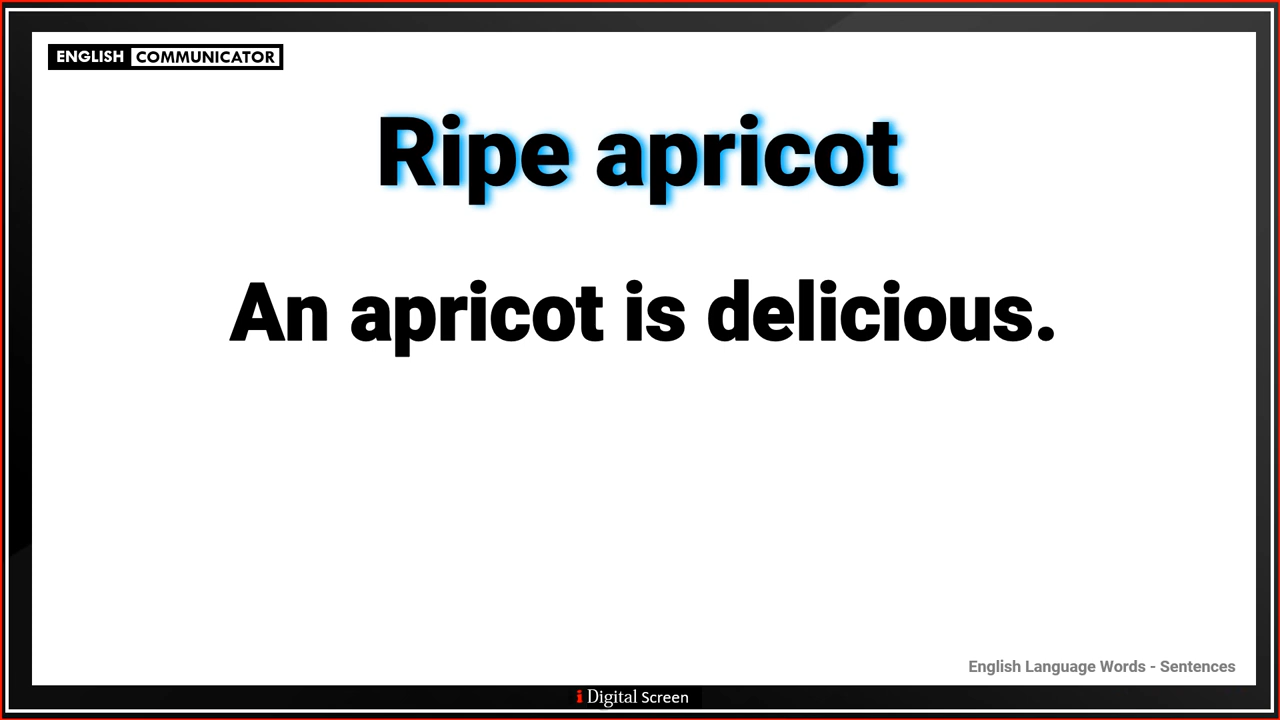 ENGLISH COMMUNICATOR
Ripe apricot
An apricot is delicious.
English Language Words - Sentences
i Digital Screen